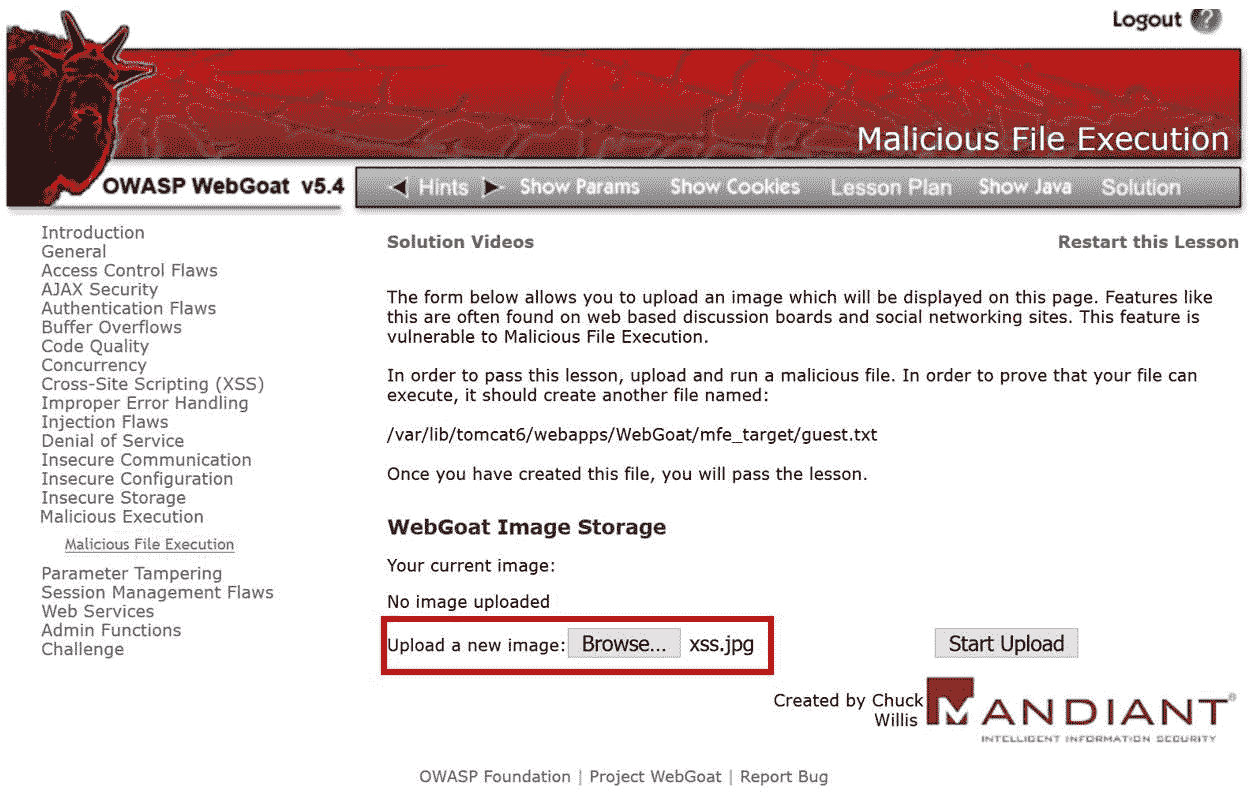 Logout ?
Malicious File Execution
OWASP WebGoat v5.4
Hints Show Params Show Cookies Lesson Plan Show Java Solution
Introduction
General
Access Control Flaws
AJAX Security
Authentication Flaws
Buffer Overflows
Code Quality
Concurrency
Cross-Site Scripting (XSS)
Improper Error Handling
Injection Flaws
Denial of Service
Insecure Communication
Insecure Configuration
Insecure Storage
Malicious Execution
Malicious File Execution
Parameter Tampering
Session Management Flaws
Web Services
Admin Functions
Challenge
Solution Videos
Restart this Lesson
The form below allows you to upload an image which will be displayed on this page. Features like
this are often found on web based discussion boards and social networking sites. This feature is
vulnerable to Malicious File Execution.
In order to pass this lesson, upload and run a malicious file. In order to prove that your file can
execute, it should create another file named:
/var/lib/tomcat6/webapps/WebGoat/mfe_target/guest.txt
Once you have created this file, you will pass the lesson.
WebGoat Image Storage
Your current image:
No image uploaded
Upload a new image: Browse... xss.jpg
Start Upload
Created by Chuck
Willis
MANDIANT®
INTELLIGENT INFORMATION SECURITY
OWASP Foundation | Project WebGoat | Report Bug